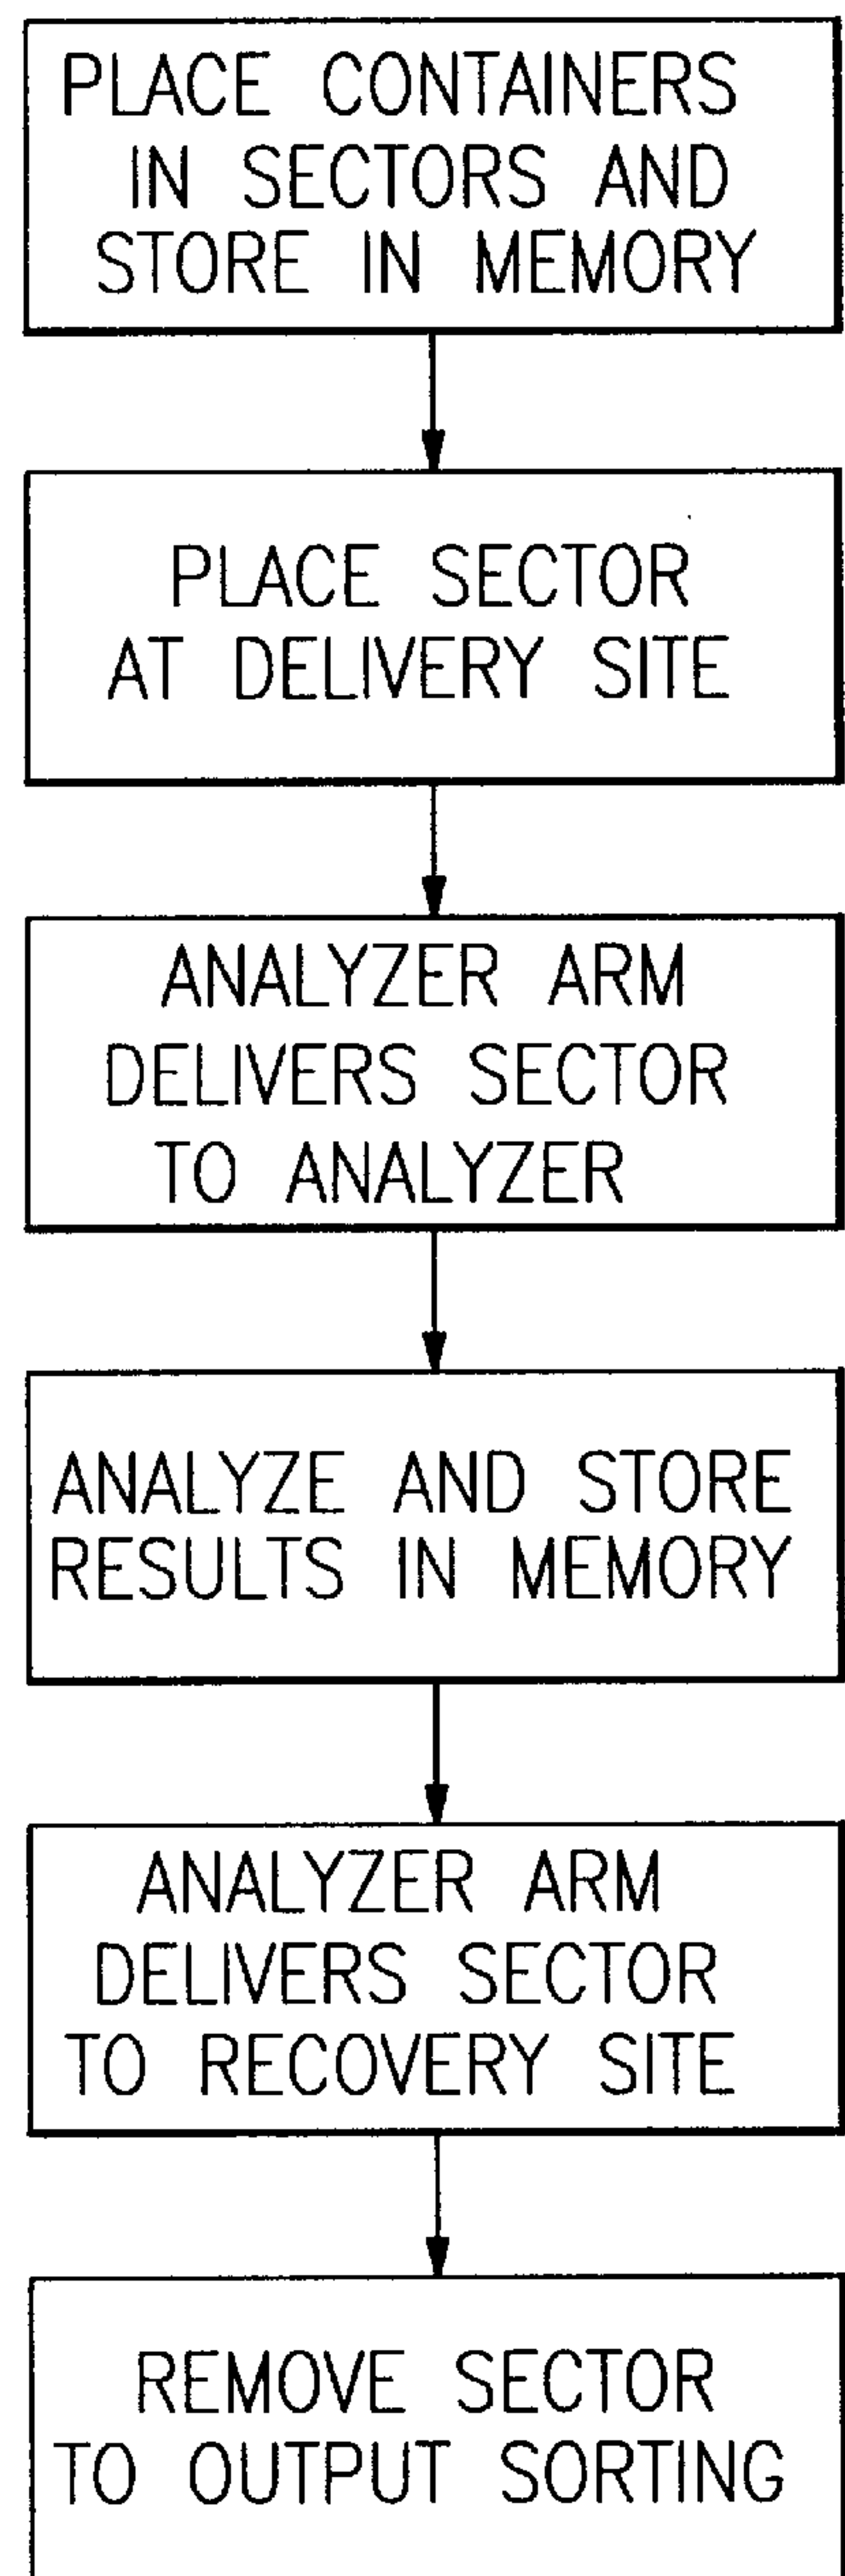 PLACE CONTAINERS
IN SECTORS AND
STORE IN MEMORY
PLACE SECTOR
AT DELIVERY SITE
ANALYZER ARM
DELIVERS SECTOR
TO ANALYZER
ANALYZE AND STORE
RESULTS IN MEMORY
ANALYZER ARM
DELIVERS SECTOR
TO RECOVERY SITE
REMOVE SECTOR
TO OUTPUT SORTING